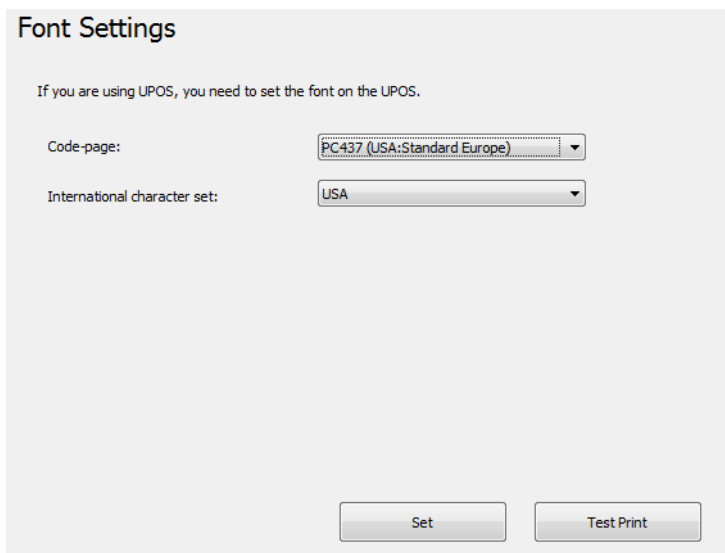 Font Settings
If you are using UPOS, you need to set the font on the UPOS.
Code-page: PC437 (USA:Standard Europe)
International character set: USA
Set Test Print